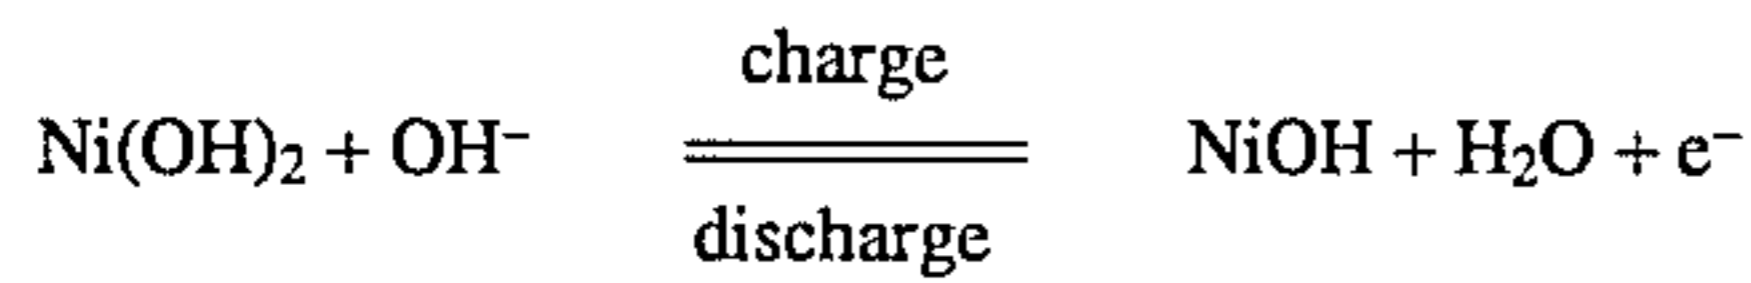 charge
Ni(OH)₂ + OH⁻ ⇌ NiOH + H₂O + e⁻
discharge